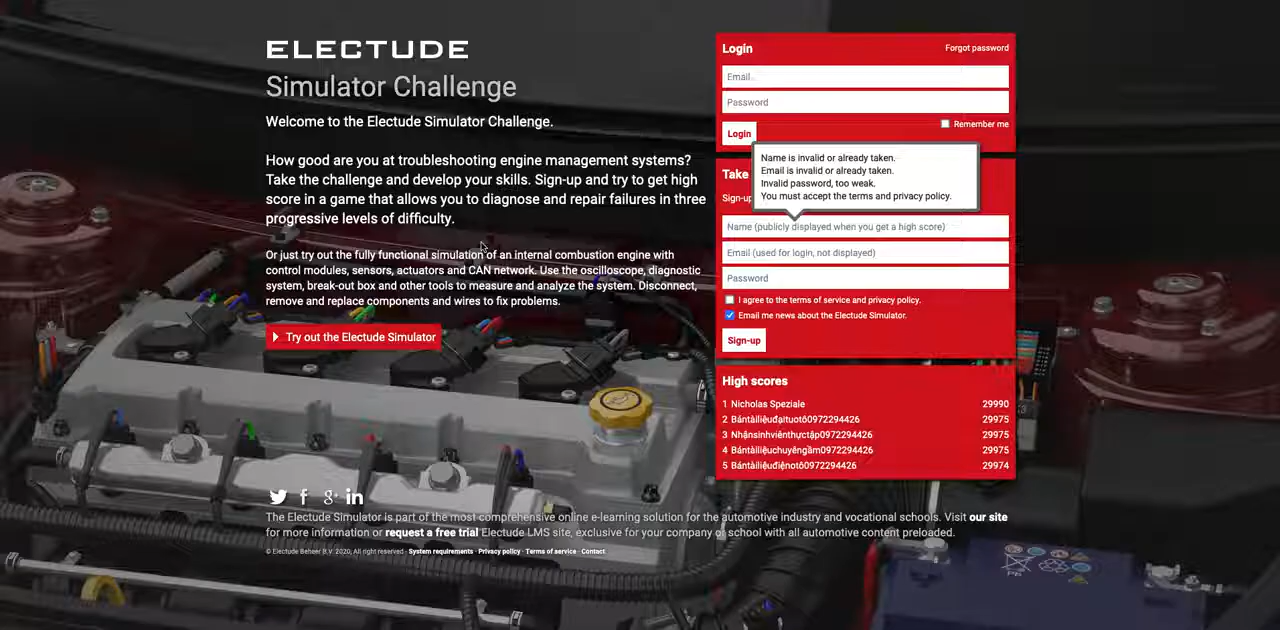 ELECTUDE
Simulator Challenge
Welcome to the Electude Simulator Challenge.
How good are you at troubleshooting engine management systems?
Take the challenge and develop your skills. Sign-up and try to get high
score in a game that allows you to diagnose and repair failures in three
progressive levels of difficulty.
Or just try out the fully functional simulation of an internal combustion engine with
control modules, sensors, actuators and CAN network. Use the oscilloscope, diagnostic
system, break-out box and other tools to measure and analyze the system. Disconnect,
remove and replace components and wires to fix problems.
Try out the Electude Simulator
Login
Forgot password
Email
Password
Remember me
Login
Name is invalid or already taken.
Email is invalid or already taken.
Invalid password, too weak.
You must accept the terms and privacy policy.
Take
Sign-up
Name (publicly displayed when you get a high score)
Email (used for login, not displayed)
Password
I agree to the terms of service and privacy policy.
Email me news about the Electude Simulator.
Sign-up
High scores
1 Nicholas Speziale 29990
2 Bántàiliệuđạituotô0972294426 29975
3 Nhậnsinhviênthựctập0972294426 29975
4 Bántàiliệuchuyêngầm0972294426 29975
5 Bántàiliệuđiệnotô0972294426 29974
The Electude Simulator is part of the most comprehensive online e-learning solution for the automotive industry and vocational schools. Visit our site
for more information or request a free trial Electude LMS site, exclusive for your company or school with all automotive content preloaded.
© Electude Beheer B.V. 2020, All right reserved - System requirements - Privacy policy - Terms of service - Contact